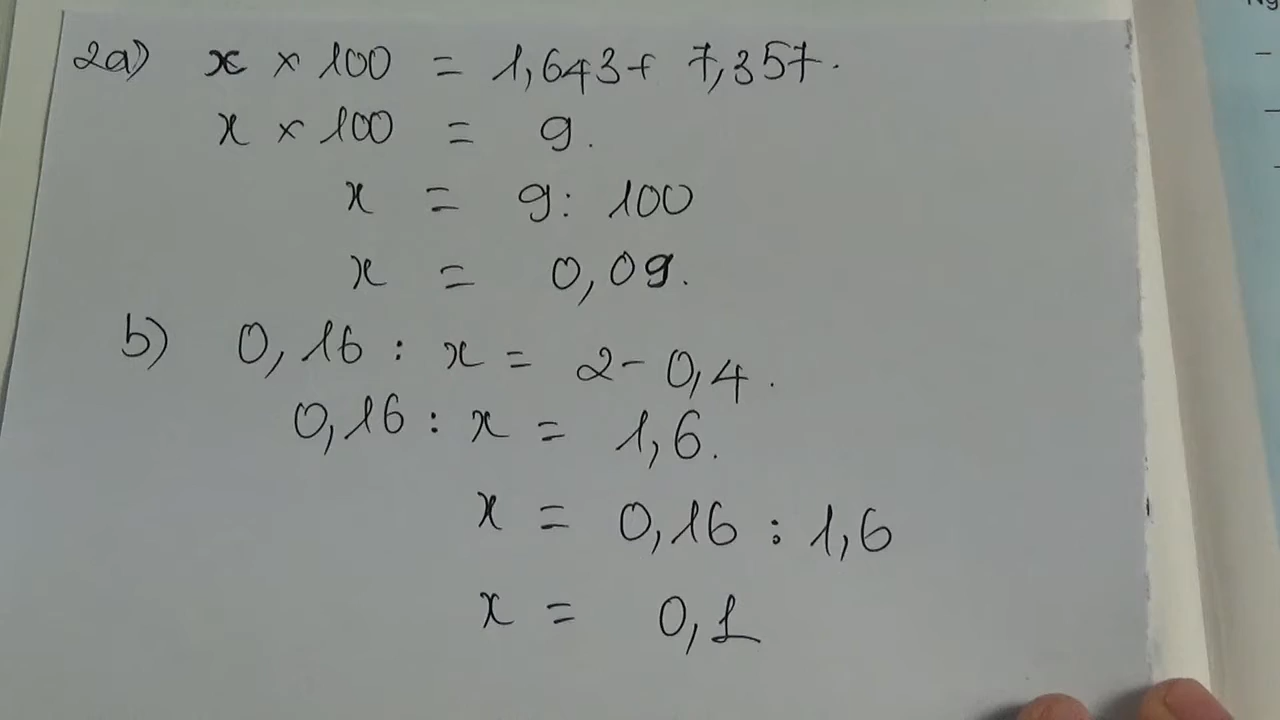 2a) x × 100 = 1,643 + 7,357.
x × 100 = 9.
x = 9 : 100
x = 0,09.
b) 0,16 : x = 2 - 0,4.
0,16 : x = 1,6.
x = 0,16 : 1,6
x = 0,1